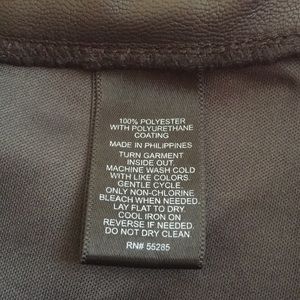 100% POLYESTER
WITH POLYURETHANE
COATING
MADE IN PHILIPPINES
TURN GARMENT
INSIDE OUT.
MACHINE WASH COLD
WITH LIKE COLORS.
GENTLE CYCLE.
ONLY NON-CHLORINE
BLEACH WHEN NEEDED.
LAY FLAT TO DRY.
COOL IRON ON
REVERSE IF NEEDED.
DO NOT DRY CLEAN.
RN# 55285